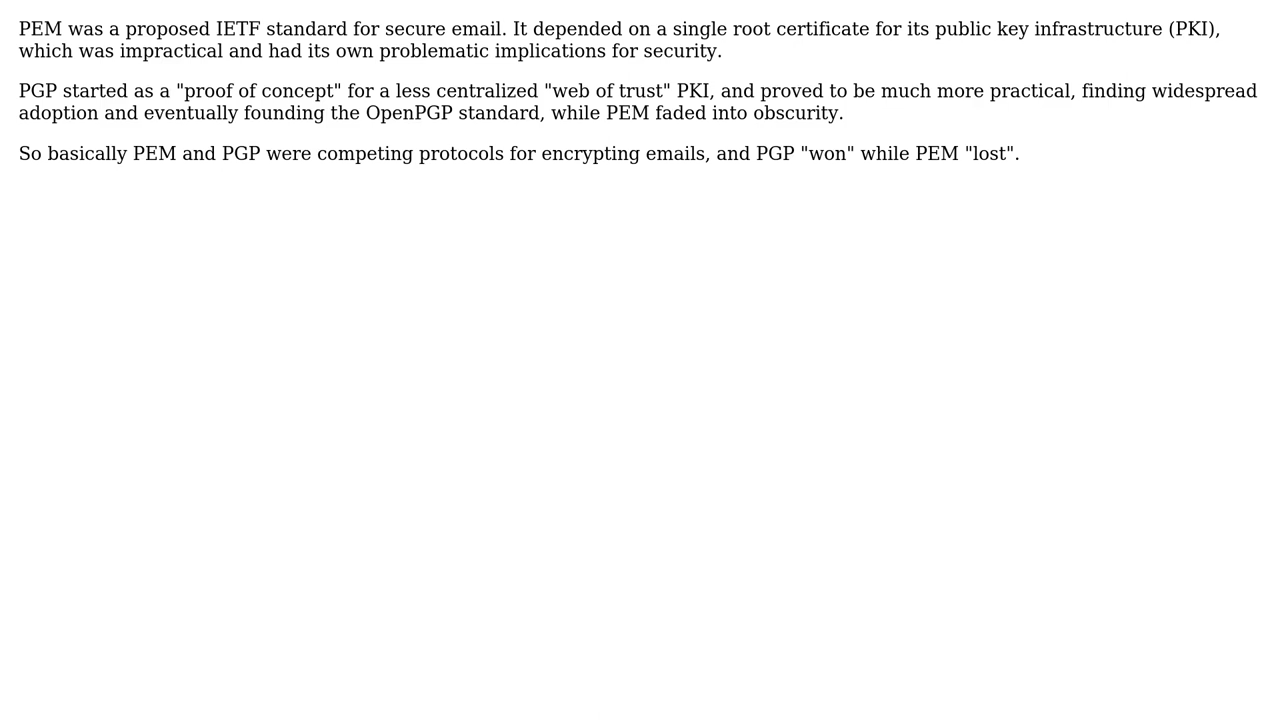 PEM was a proposed IETF standard for secure email. It depended on a single root certificate for its public key infrastructure (PKI),
which was impractical and had its own problematic implications for security.
PGP started as a "proof of concept" for a less centralized "web of trust" PKI, and proved to be much more practical, finding widespread
adoption and eventually founding the OpenPGP standard, while PEM faded into obscurity.
So basically PEM and PGP were competing protocols for encrypting emails, and PGP "won" while PEM "lost".